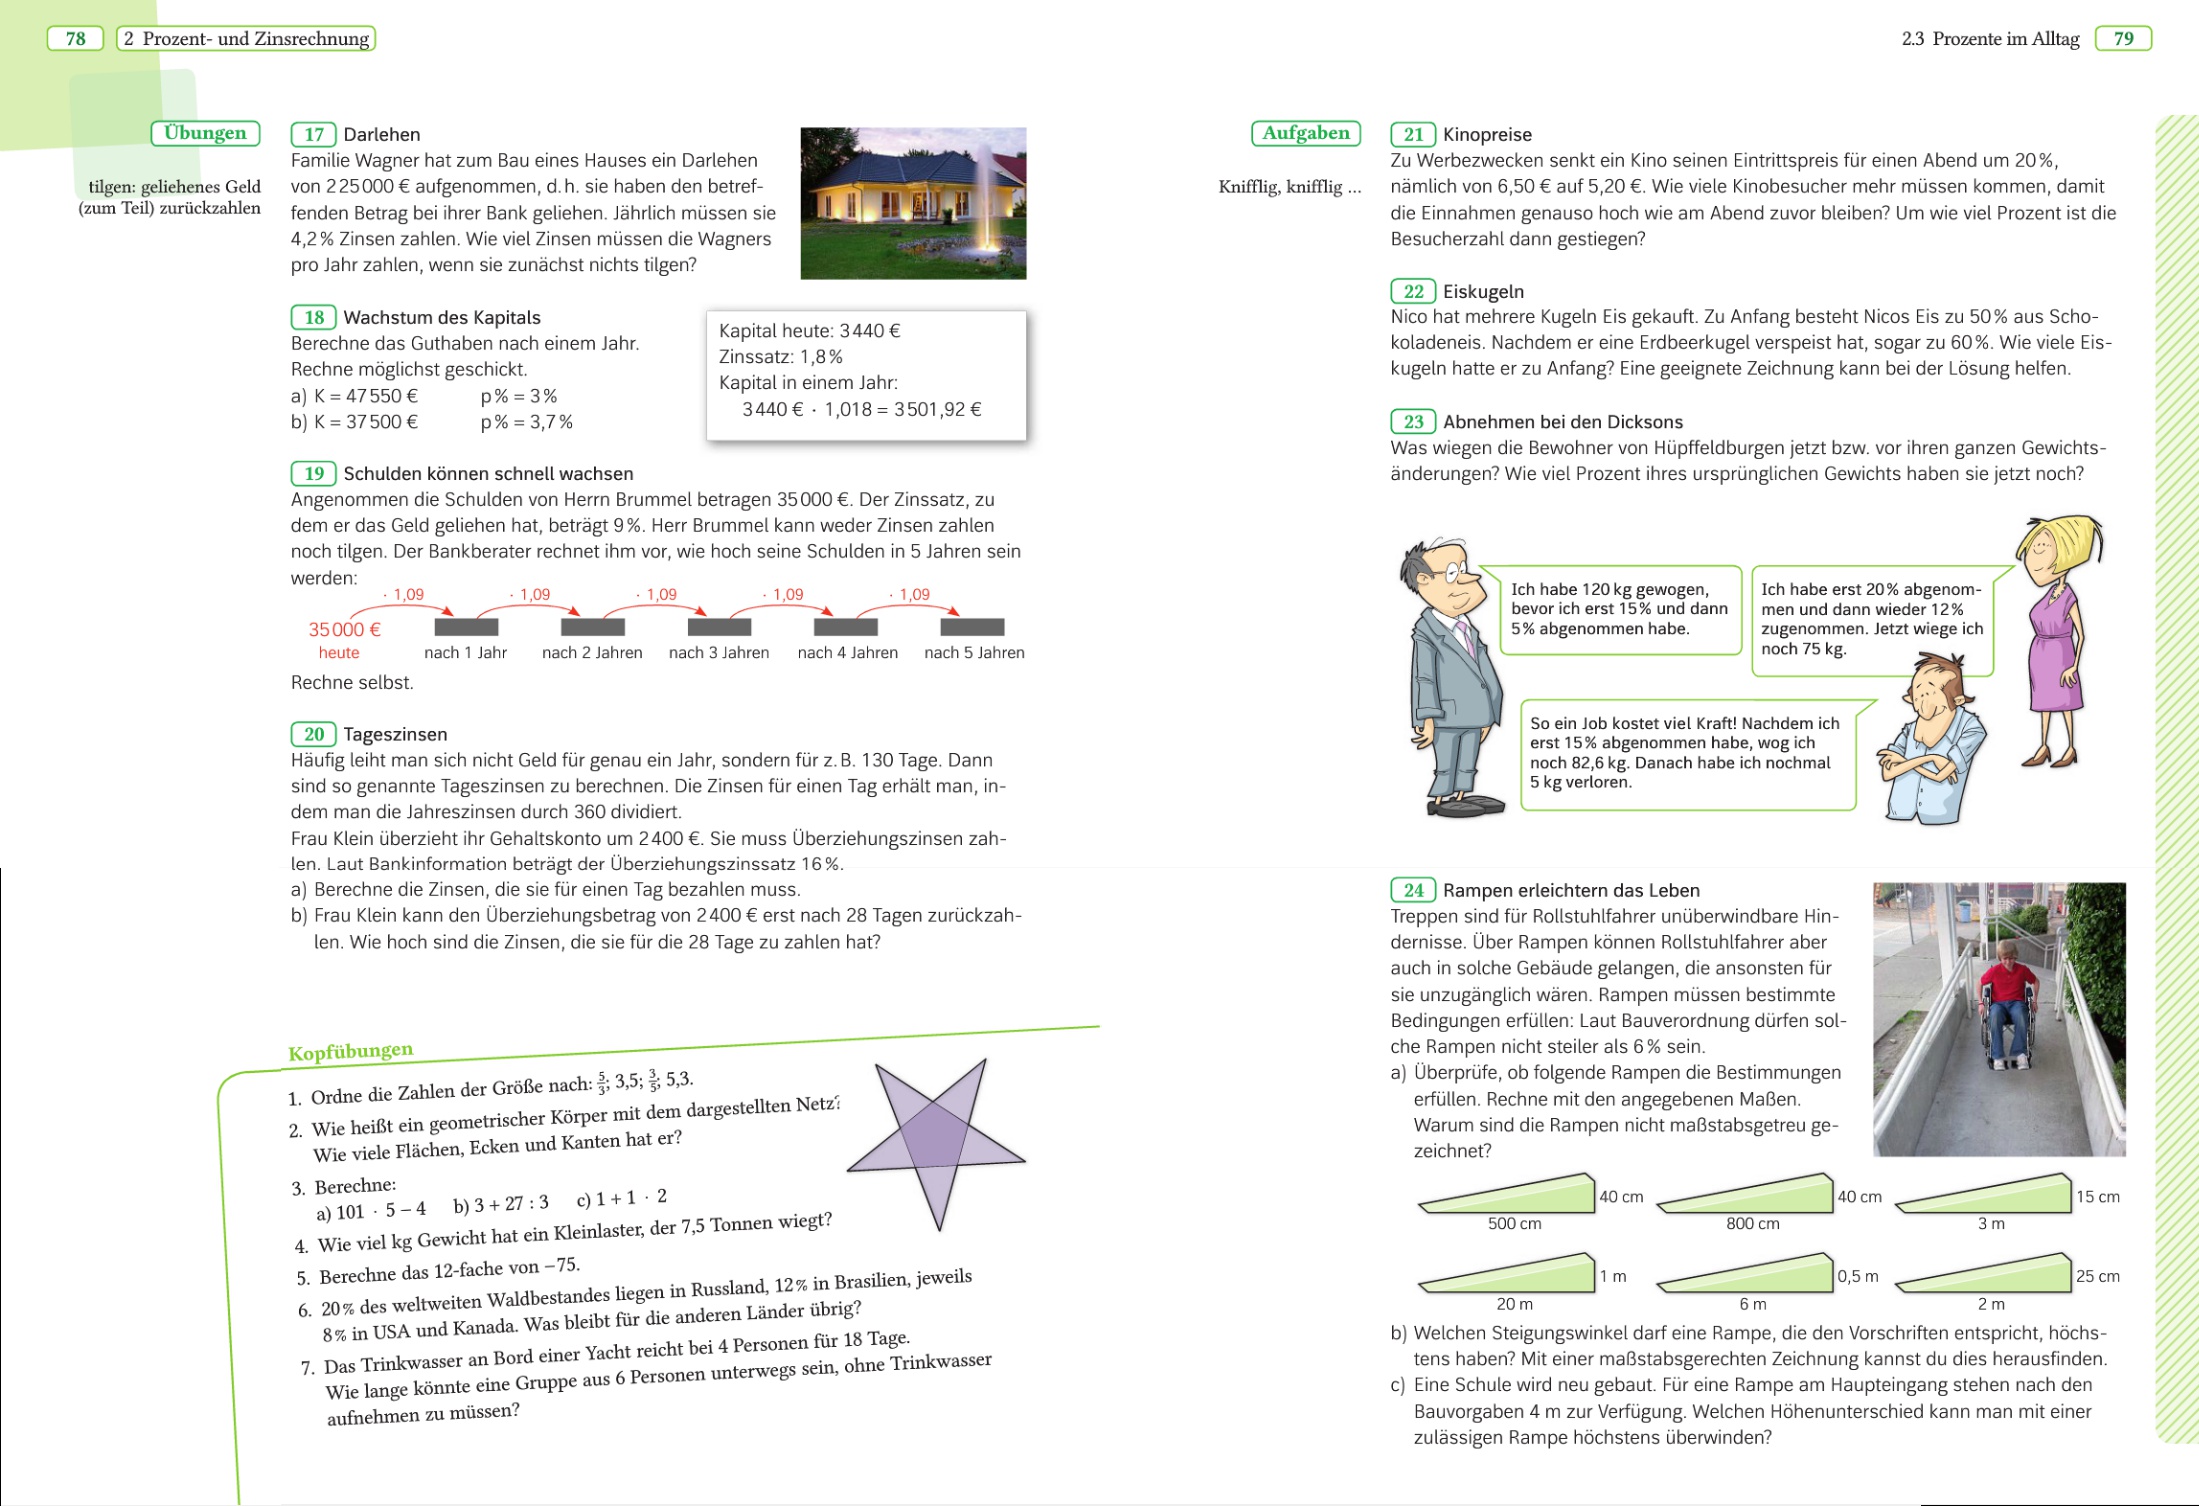 78
2 Prozent- und Zinsrechnung
Übungen
tilgen: geliehenes Geld
(zum Teil) zurückzahlen
17 Darlehen
Familie Wagner hat zum Bau eines Hauses ein Darlehen
von 225 000 € aufgenommen, d. h. sie haben den betref-
fenden Betrag bei ihrer Bank geliehen. Jährlich müssen sie
4,2 % Zinsen zahlen. Wie viel Zinsen müssen die Wagners
pro Jahr zahlen, wenn sie zunächst nichts tilgen?
18 Wachstum des Kapitals
Berechne das Guthaben nach einem Jahr.
Rechne möglichst geschickt.
a) K = 47 550 € p % = 3 %
b) K = 37 500 € p % = 3,7 %
Kapital heute: 3 440 €
Zinssatz: 1,8 %
Kapital in einem Jahr:
3 440 € · 1,018 = 3 501,92 €
19 Schulden können schnell wachsen
Angenommen die Schulden von Herrn Brummel betragen 35 000 €. Der Zinssatz, zu
dem er das Geld geliehen hat, beträgt 9 %. Herr Brummel kann weder Zinsen zahlen
noch tilgen. Der Bankberater rechnet ihm vor, wie hoch seine Schulden in 5 Jahren sein
werden:
· 1,09 · 1,09 · 1,09 · 1,09 · 1,09
35 000 €
heute nach 1 Jahr nach 2 Jahren nach 3 Jahren nach 4 Jahren nach 5 Jahren
Rechne selbst.
20 Tageszinsen
Häufig leiht man sich nicht Geld für genau ein Jahr, sondern für z. B. 130 Tage. Dann
sind so genannte Tageszinsen zu berechnen. Die Zinsen für einen Tag erhält man, in-
dem man die Jahreszinsen durch 360 dividiert.
Frau Klein überzieht ihr Gehaltskonto um 2 400 €. Sie muss Überziehungszinsen zah-
len. Laut Bankinformation beträgt der Überziehungszinssatz 16 %.
a) Berechne die Zinsen, die sie für einen Tag bezahlen muss.
b) Frau Klein kann den Überziehungsbetrag von 2 400 € erst nach 28 Tagen zurückzah-
len. Wie hoch sind die Zinsen, die sie für die 28 Tage zu zahlen hat?
Kopfübungen
1. Ordne die Zahlen der Größe nach: 5/3; 3,5; 3/5; 5,3.
2. Wie heißt ein geometrischer Körper mit dem dargestellten Netz?
Wie viele Flächen, Ecken und Kanten hat er?
3. Berechne:
a) 101 · 5 – 4 b) 3 + 27 : 3 c) 1 + 1 · 2
4. Wie viel kg Gewicht hat ein Kleinlaster, der 7,5 Tonnen wiegt?
5. Berechne das 12-fache von –75.
6. 20 % des weltweiten Waldbestandes liegen in Russland, 12 % in Brasilien, jeweils
8 % in USA und Kanada. Was bleibt für die anderen Länder übrig?
7. Das Trinkwasser an Bord einer Yacht reicht bei 4 Personen für 18 Tage.
Wie lange könnte eine Gruppe aus 6 Personen unterwegs sein, ohne Trinkwasser
aufnehmen zu müssen?
2.3 Prozente im Alltag
79
Aufgaben
Knifflig, knifflig ...
21 Kinopreise
Zu Werbezwecken senkt ein Kino seinen Eintrittspreis für einen Abend um 20 %,
nämlich von 6,50 € auf 5,20 €. Wie viele Kinobesucher mehr müssen kommen, damit
die Einnahmen genauso hoch wie am Abend zuvor bleiben? Um wie viel Prozent ist die
Besucherzahl dann gestiegen?
22 Eiskugeln
Nico hat mehrere Kugeln Eis gekauft. Zu Anfang besteht Nicos Eis zu 50 % aus Scho-
koladeneis. Nachdem er eine Erdbeerkugel verspeist hat, sogar zu 60 %. Wie viele Eis-
kugeln hatte er zu Anfang? Eine geeignete Zeichnung kann bei der Lösung helfen.
23 Abnehmen bei den Dicksons
Was wiegen die Bewohner von Hüpffeldburgen jetzt bzw. vor ihren ganzen Gewichts-
änderungen? Wie viel Prozent ihres ursprünglichen Gewichts haben sie jetzt noch?
Ich habe 120 kg gewogen,
bevor ich erst 15 % und dann
5 % abgenommen habe.
Ich habe erst 20 % abgenom-
men und dann wieder 12 %
zugenommen. Jetzt wiege ich
noch 75 kg.
So ein Job kostet viel Kraft! Nachdem ich
erst 15 % abgenommen habe, wog ich
noch 82,6 kg. Danach habe ich nochmal
5 kg verloren.
24 Rampen erleichtern das Leben
Treppen sind für Rollstuhlfahrer unüberwindbare Hin-
dernisse. Über Rampen können Rollstuhlfahrer aber
auch in solche Gebäude gelangen, die ansonsten für
sie unzugänglich wären. Rampen müssen bestimmte
Bedingungen erfüllen: Laut Bauverordnung dürfen sol-
che Rampen nicht steiler als 6 % sein.
a) Überprüfe, ob folgende Rampen die Bestimmungen
erfüllen. Rechne mit den angegebenen Maßen.
Warum sind die Rampen nicht maßstabsgetreu ge-
zeichnet?
40 cm 40 cm 15 cm
500 cm 800 cm 3 m
1 m 0,5 m 25 cm
20 m 6 m 2 m
b) Welchen Steigungswinkel darf eine Rampe, die den Vorschriften entspricht, höchs-
tens haben? Mit einer maßstabsgerechten Zeichnung kannst du dies herausfinden.
c) Eine Schule wird neu gebaut. Für eine Rampe am Haupteingang stehen nach den
Bauvorgaben 4 m zur Verfügung. Welchen Höhenunterschied kann man mit einer
zulässigen Rampe höchstens überwinden?